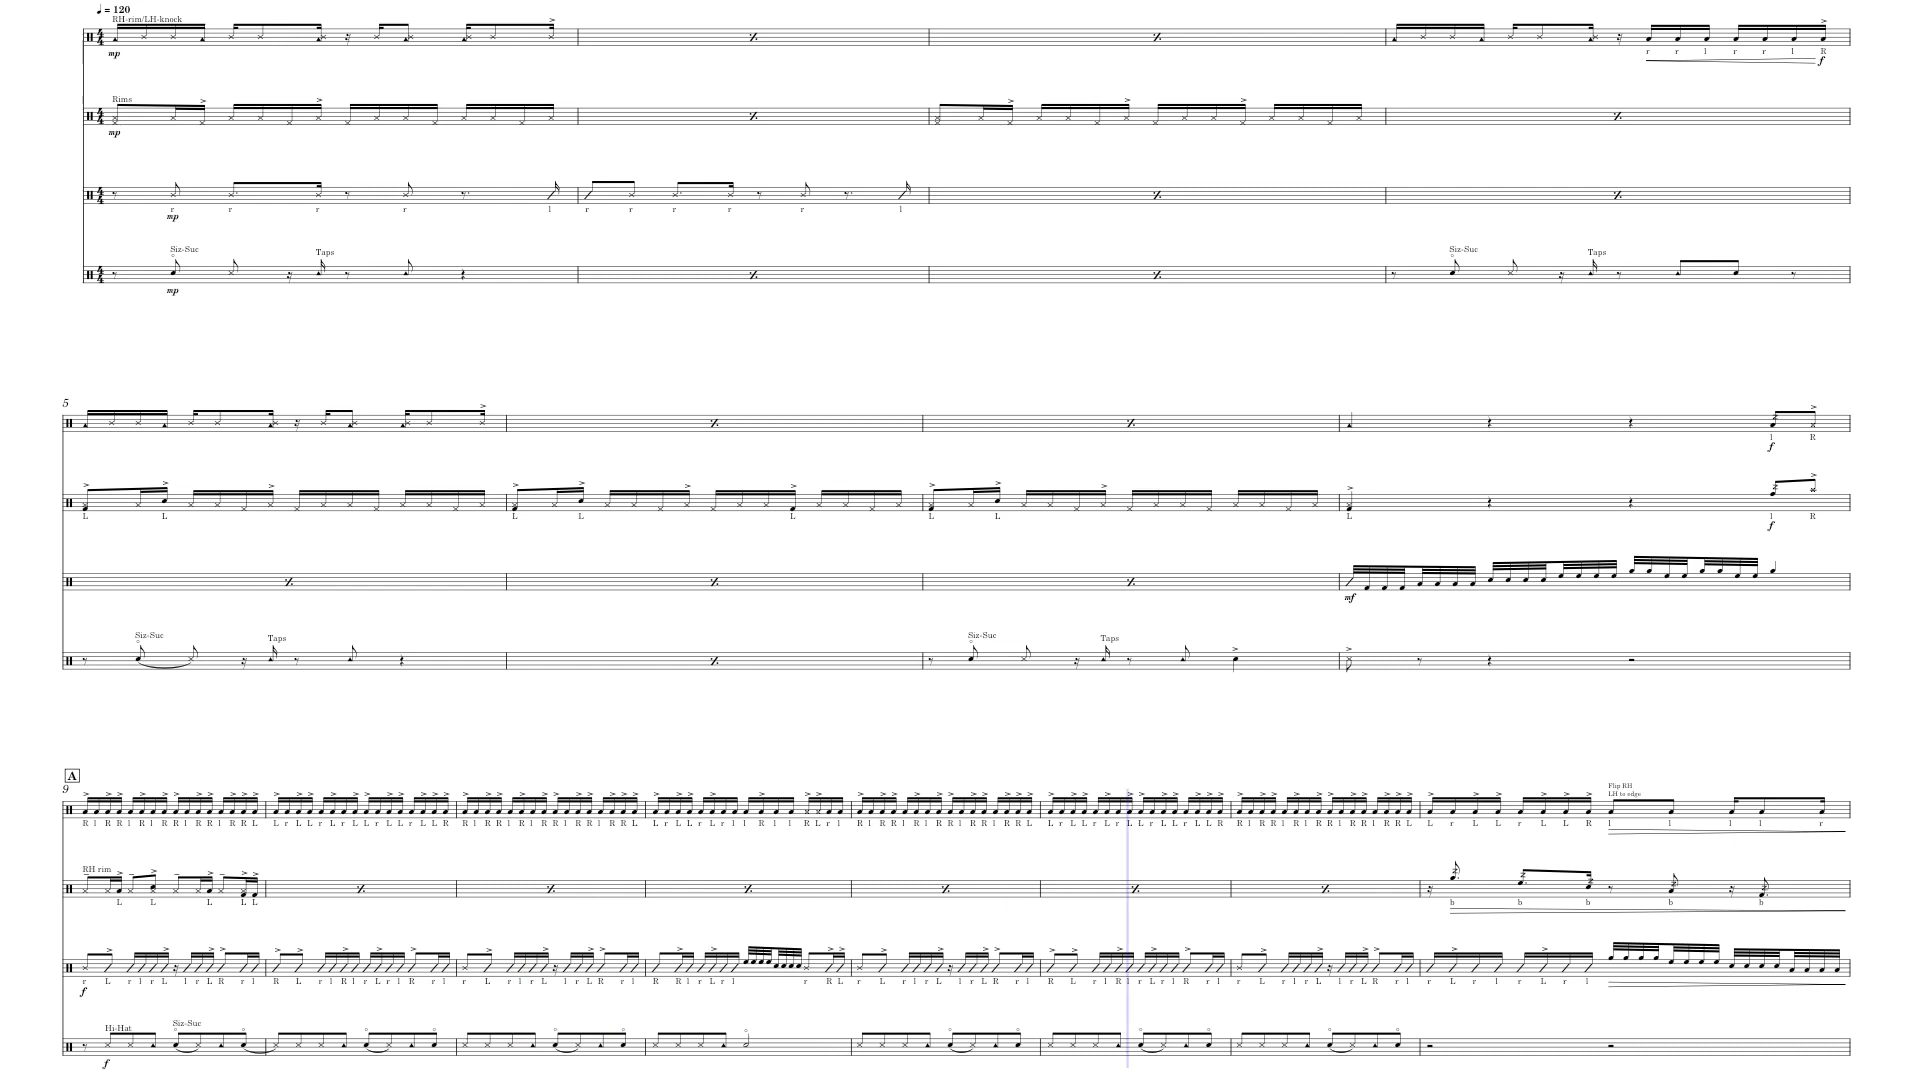 ♩ = 120
RH-rim/LH-knock
mp
r r l r r l R
f
Rims
mp
r r r r l r r r r r l
mp
Siz-Suc Taps Siz-Suc Taps
mp
5
l R
f
L L L L L L L L l R
f
mf
Siz-Suc Taps Siz-Suc Taps
A
9
Flip RH
LH to edge
R l R R l R l R R l R R l R R L L r L L r L r L L r L L r L L R R l R R l R l R R l R R l R R L L r L L r L r l l R l l R L r l R l R R l R l R R l R R l R R L L r L L r L r L L r L L r L L R R l R R l R l R R l R R l R R L L r L L r L L R l l l l r
RH rim
L L L L L b b b b b
r L r l r L l r L R r l R L r l R l r L r l R r l r L r l r L l r L R r l R R l r L r l r R L r L r l r L l r L R r l R L r l R l r L r l R r l r L r l r L l r L R r l r L r l r L r l
f
Hi-Hat Siz-Suc
f